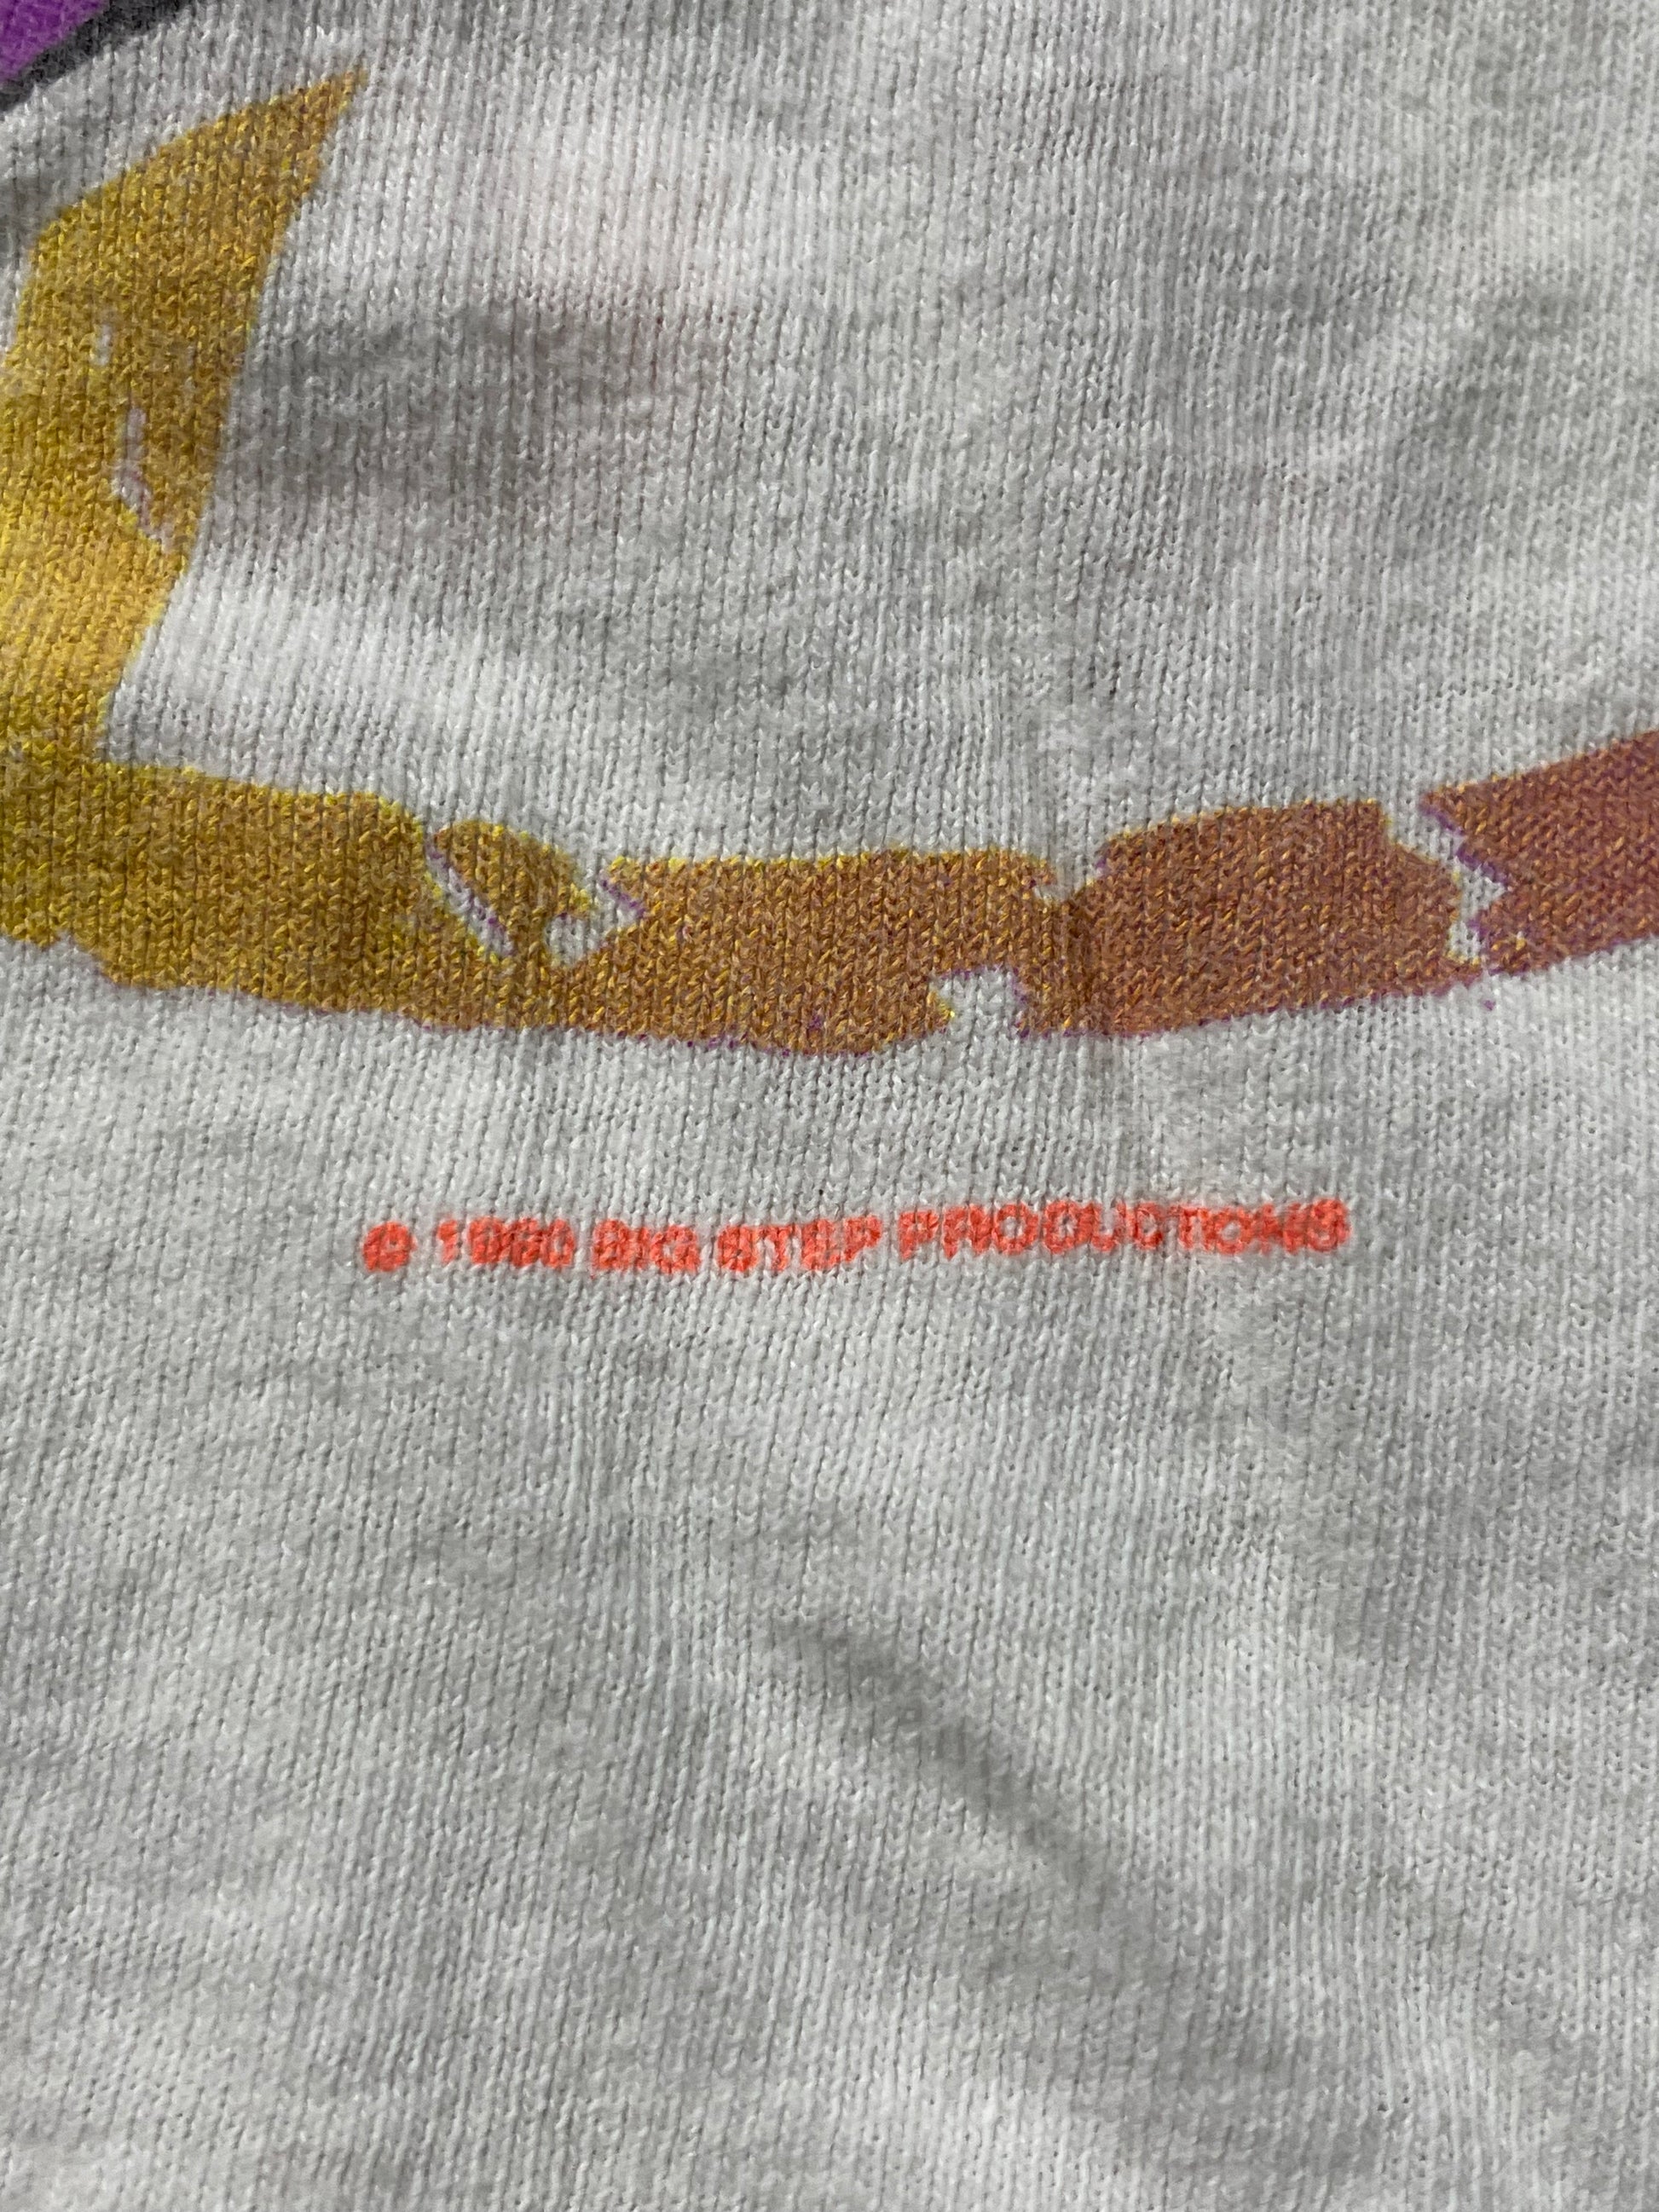 © 1990 BIG STEP PRODUCTIONS